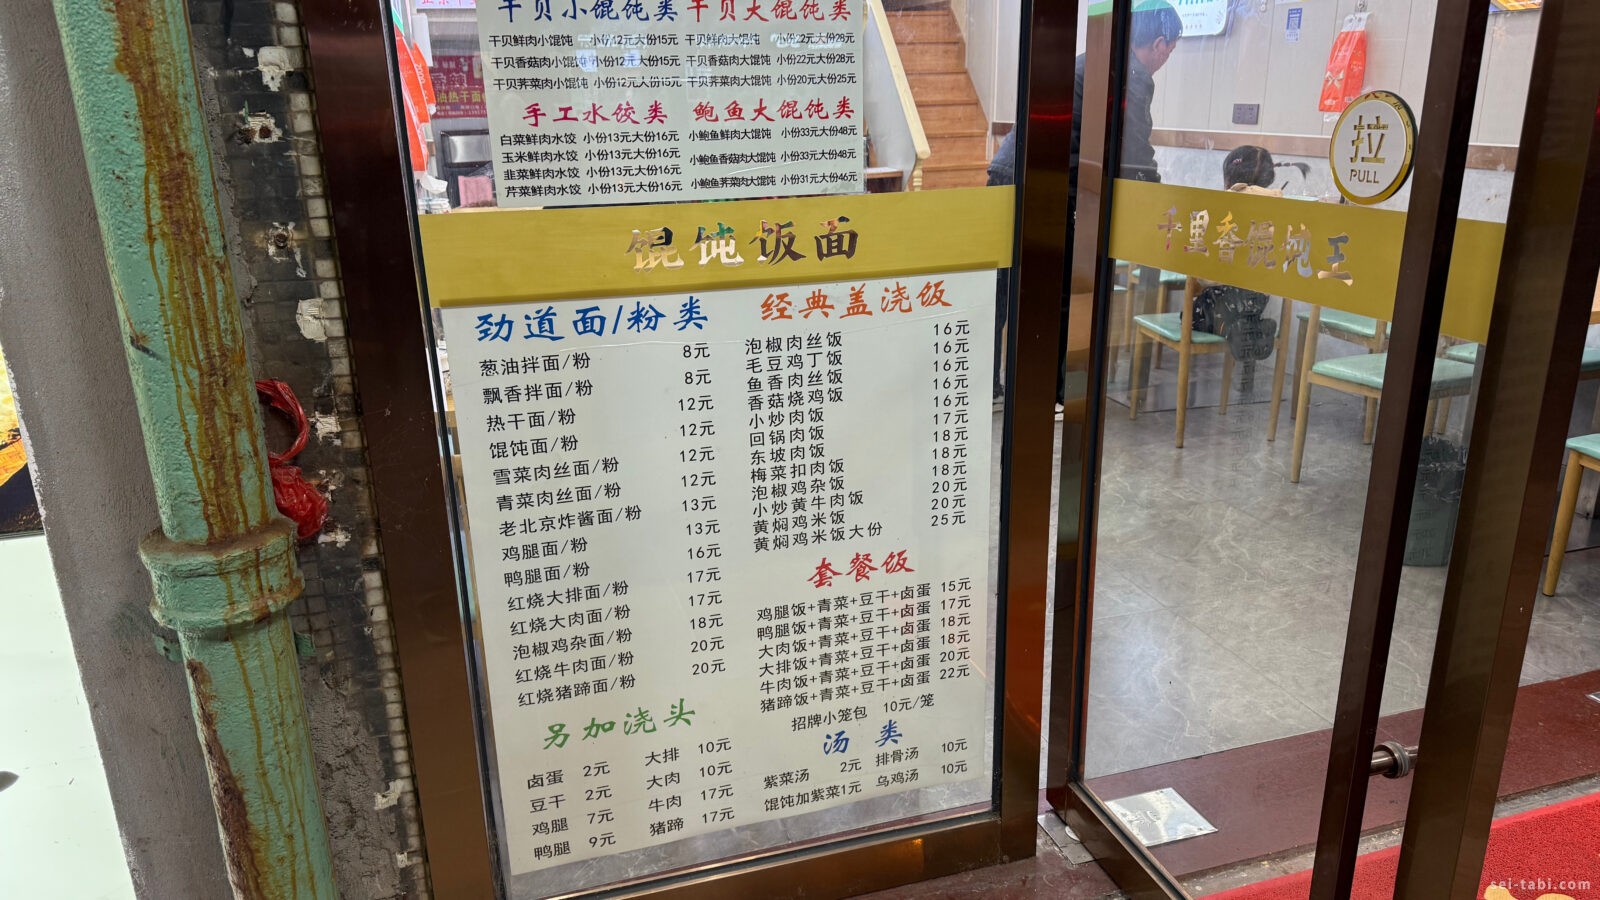 干贝小馄饨类 干贝大馄饨类
干贝鲜肉小馄饨 小份12元大份15元 干贝鲜肉大馄饨 小份22元大份28元
干贝香菇肉小馄饨 小份12元大份15元 干贝香菇肉大馄饨 小份22元大份28元
干贝荠菜肉小馄饨 小份12元大份15元 干贝荠菜肉大馄饨 小份20元大份25元
手工水饺类 鲍鱼大馄饨类
白菜鲜肉水饺 小份13元大份16元 小鲍鱼鲜肉大馄饨 小份33元大份48元
玉米鲜肉水饺 小份13元大份16元 小鲍鱼香菇肉大馄饨 小份33元大份48元
韭菜鲜肉水饺 小份13元大份16元 小鲍鱼荠菜肉大馄饨 小份31元大份46元
芹菜鲜肉水饺 小份13元大份16元
馄饨饭面
劲道面/粉类
葱油拌面/粉 8元
飘香拌面/粉 8元
热干面/粉 12元
馄饨面/粉 12元
雪菜肉丝面/粉 12元
青菜肉丝面/粉 12元
老北京炸酱面/粉 13元
鸡腿面/粉 13元
鸭腿面/粉 16元
红烧大排面/粉 17元
红烧大肉面/粉 17元
泡椒鸡杂面/粉 18元
红烧牛肉面/粉 20元
红烧猪蹄面/粉 20元
另加浇头
卤蛋 2元 大排 10元
豆干 2元 大肉 10元
鸡腿 7元 牛肉 17元
鸭腿 9元 猪蹄 17元
经典盖浇饭
泡椒肉丝饭 16元
毛豆鸡丁饭 16元
鱼香肉丝饭 16元
香菇烧鸡饭 16元
小炒肉饭 16元
回锅肉饭 17元
东坡肉饭 18元
梅菜扣肉饭 18元
泡椒鸡杂饭 18元
小炒黄牛肉饭 20元
黄焖鸡米饭 20元
黄焖鸡米饭大份 25元
套餐饭
鸡腿饭+青菜+豆干+卤蛋 15元
鸭腿饭+青菜+豆干+卤蛋 17元
大肉饭+青菜+豆干+卤蛋 18元
大排饭+青菜+豆干+卤蛋 18元
牛肉饭+青菜+豆干+卤蛋 20元
猪蹄饭+青菜+豆干+卤蛋 22元
招牌小笼包 10元/笼
汤类
紫菜汤 2元 排骨汤 10元
馄饨加紫菜1元 乌鸡汤 10元
拉
PULL
千里香馄饨王
sei-tabi.com